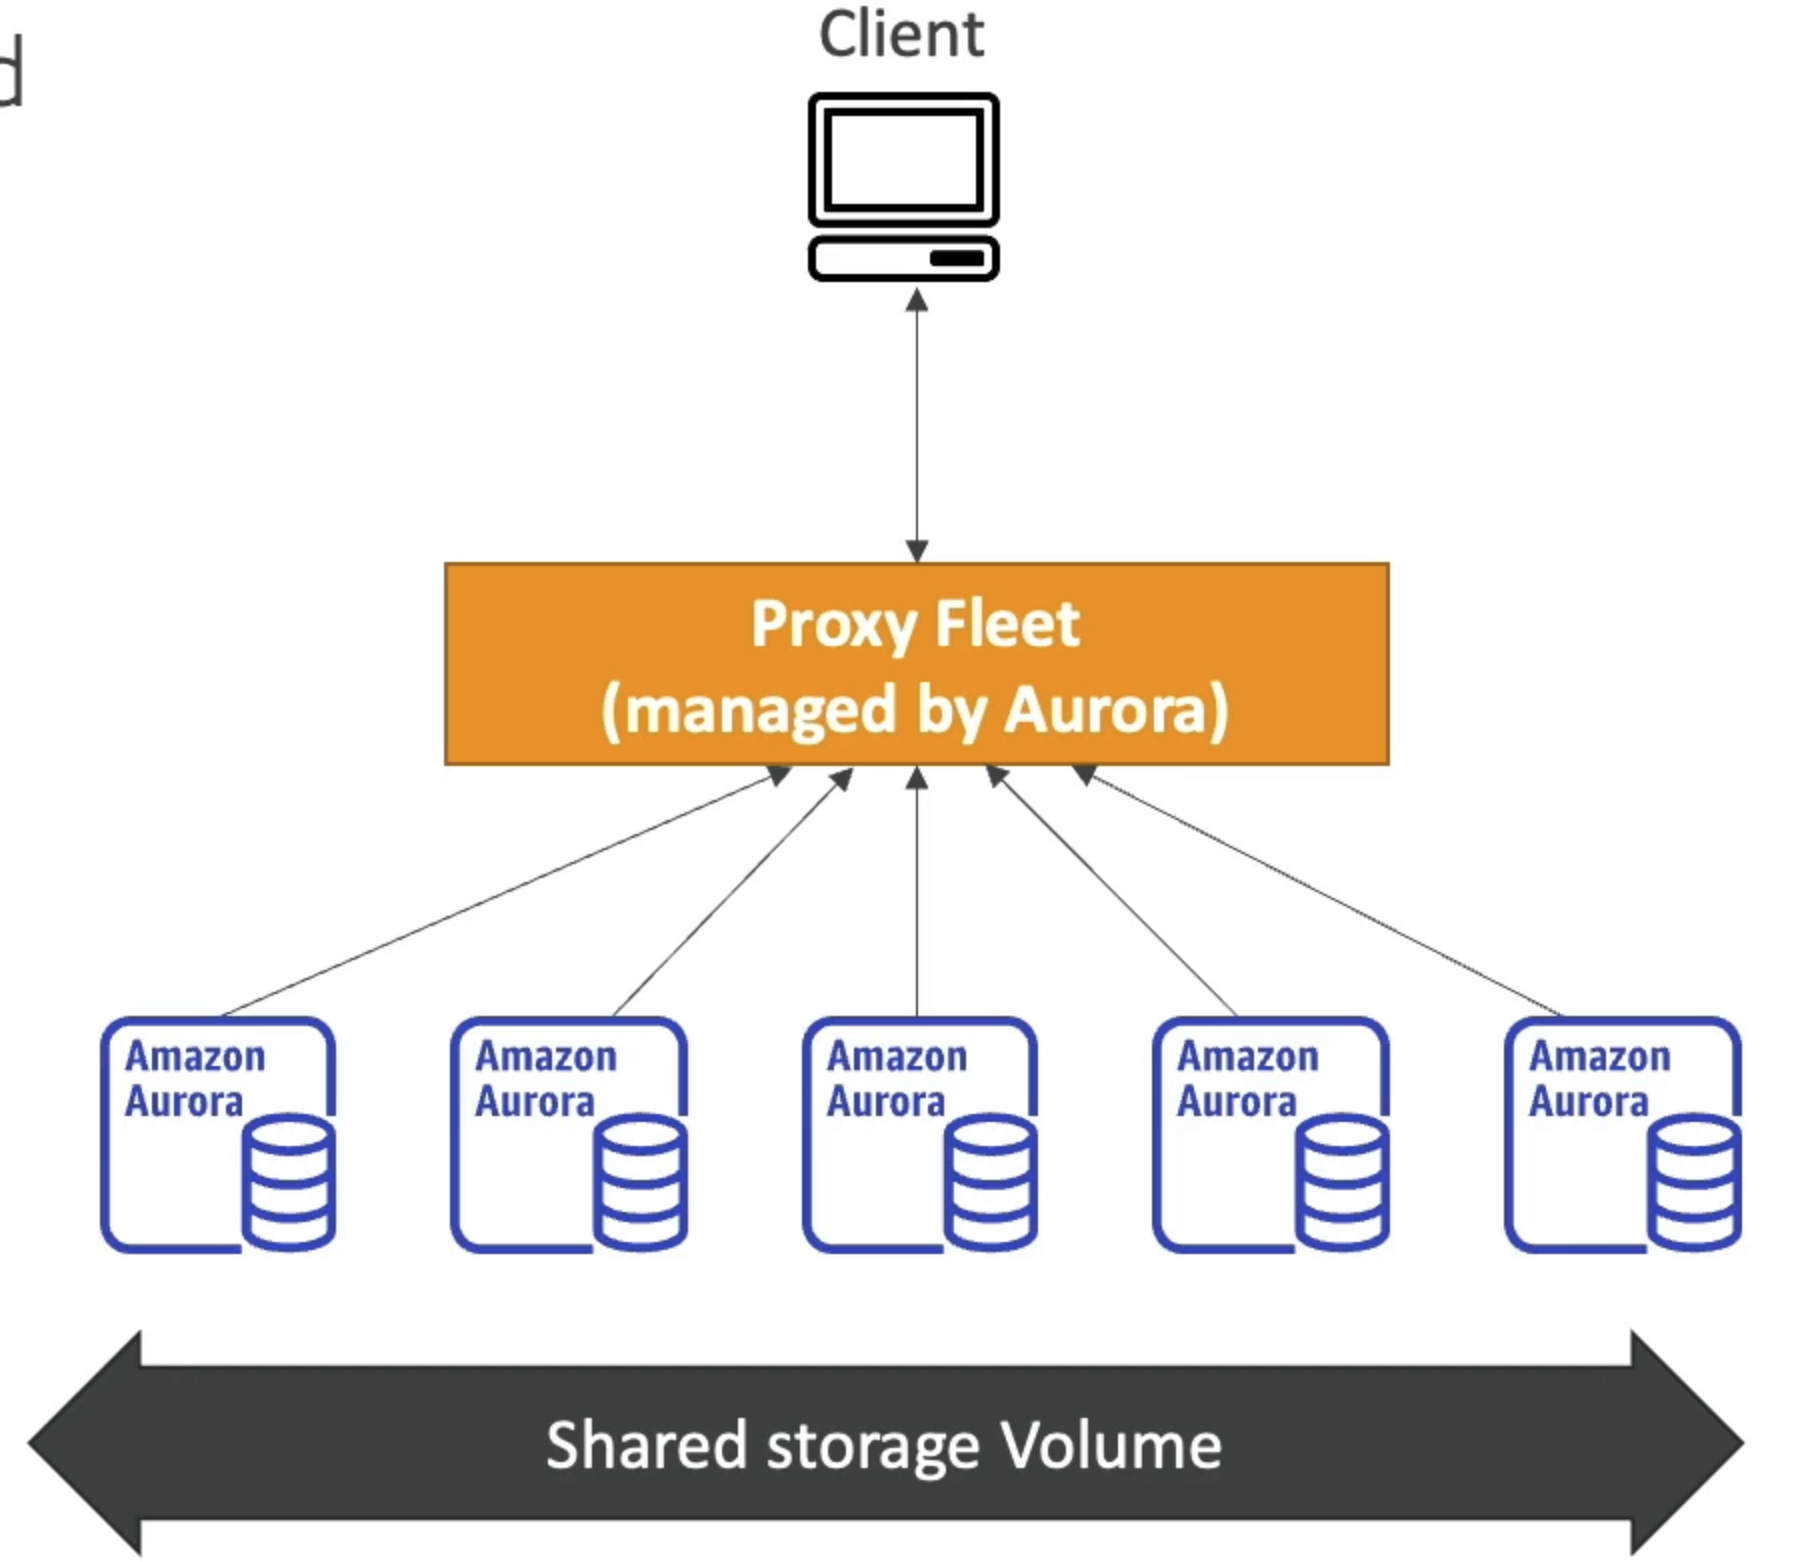 d
Client
Proxy Fleet
(managed by Aurora)
Amazon
Aurora
Amazon
Aurora
Amazon
Aurora
Amazon
Aurora
Amazon
Aurora
Shared storage Volume